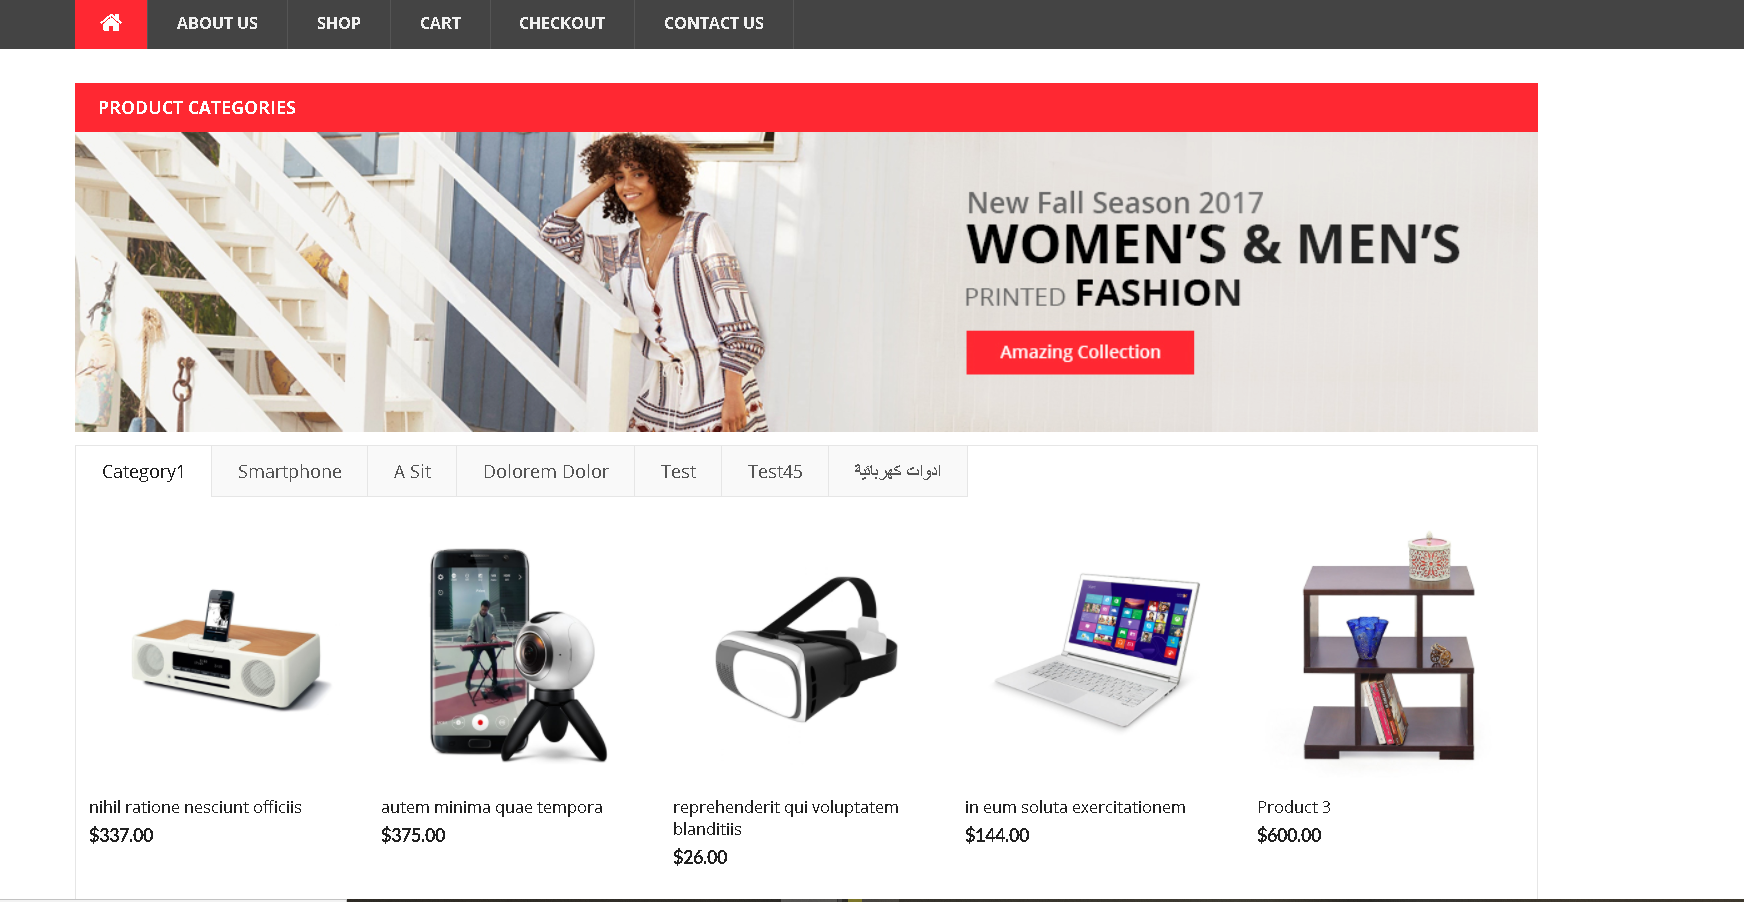 ABOUT US
SHOP
CART
CHECKOUT
CONTACT US
PRODUCT CATEGORIES
New Fall Season 2017
WOMEN’S & MEN’S
PRINTED FASHION
Amazing Collection
Category1
Smartphone
A Sit
Dolorem Dolor
Test
Test45
ادوات كهربائية
nihil ratione nesciunt officiis
$337.00
autem minima quae tempora
$375.00
reprehenderit qui voluptatem
blanditiis
$26.00
in eum soluta exercitationem
$144.00
Product 3
$600.00